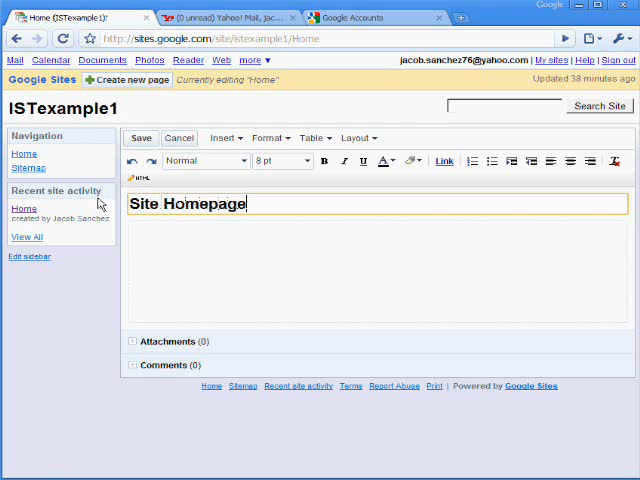 Google
Home (ISTexample1)
(0 unread) Yahoo! Mail, jac...
Google Accounts
http://sites.google.com/site/istexample1/Home
Mail Calendar Documents Photos Reader Web more ▼
jacob.sanchez76@yahoo.com | My sites | Help | Sign out
Google Sites Create new page Currently editing "Home" Updated 38 minutes ago
ISTexample1
Search Site
Navigation
Home
Sitemap
Recent site activity
Home
created by Jacob Sanchez
View All
Edit sidebar
Save Cancel Insert Format Table Layout
Normal 8 pt B I U A Link
HTML
Site Homepage
Attachments (0)
Comments (0)
Home Sitemap Recent site activity Terms Report Abuse Print | Powered by Google Sites